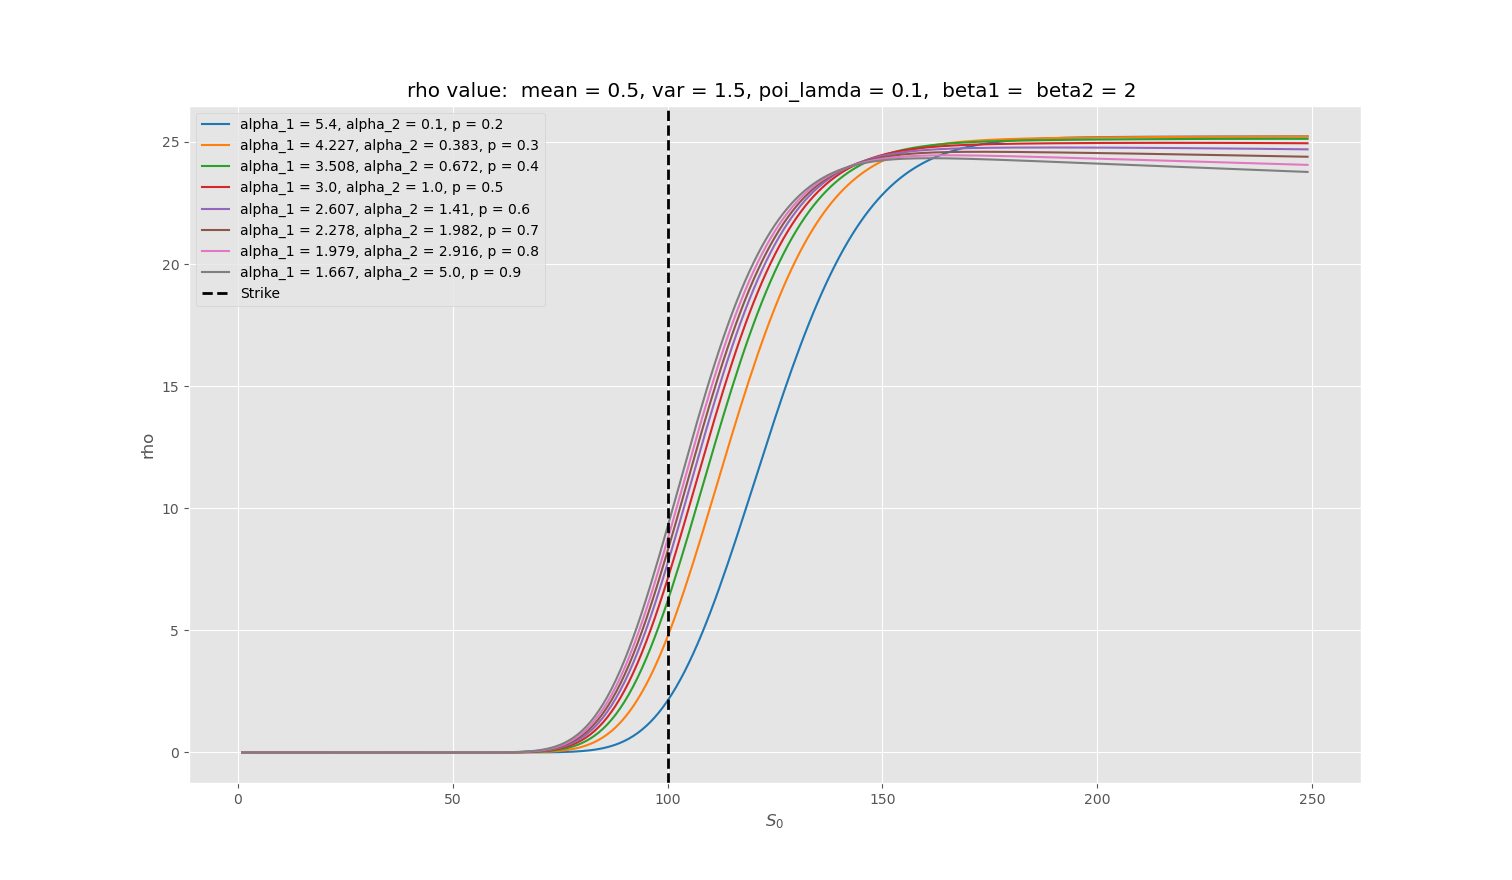 rho value:  mean = 0.5, var = 1.5, poi_lamda = 0.1,  beta1 =  beta2 = 2
alpha_1 = 5.4, alpha_2 = 0.1, p = 0.2
alpha_1 = 4.227, alpha_2 = 0.383, p = 0.3
alpha_1 = 3.508, alpha_2 = 0.672, p = 0.4
alpha_1 = 3.0, alpha_2 = 1.0, p = 0.5
alpha_1 = 2.607, alpha_2 = 1.41, p = 0.6
alpha_1 = 2.278, alpha_2 = 1.982, p = 0.7
alpha_1 = 1.979, alpha_2 = 2.916, p = 0.8
alpha_1 = 1.667, alpha_2 = 5.0, p = 0.9
Strike
25
20
15
10
5
0
rho
0 50 100 150 200 250
S₀